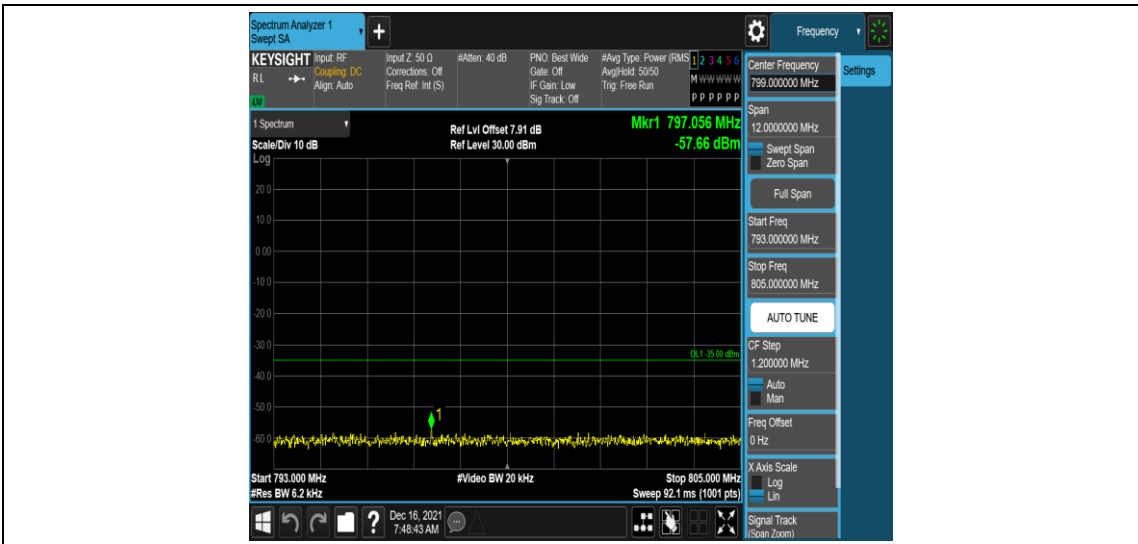 Spectrum Analyzer 1
Swept SA
+
Frequency
KEYSIGHT
RL
LXI
Input: RF
Coupling: DC
Align: Auto
Input Z: 50 Ω
Corrections: Off
Freq Ref: Int (S)
#Atten: 40 dB
PNO: Best Wide
Gate: Off
IF Gain: Low
Sig Track: Off
#Avg Type: Power (RMS
Avg|Hold: 50/50
Trig: Free Run
1 2 3 4 5 6
M W W W W W
P P P P P P
1 Spectrum
Scale/Div 10 dB
Ref Lvl Offset 7.91 dB
Ref Level 30.00 dBm
Mkr1 797.056 MHz
-57.66 dBm
Log
20.0
10.0
0.00
-10.0
-20.0
-30.0
DL1 -35.00 dBm
-40.0
-50.0
1
-60.0
Start 793.000 MHz
#Res BW 6.2 kHz
#Video BW 20 kHz
Stop 805.000 MHz
Sweep 92.1 ms (1001 pts)
?
Dec 16, 2021
7:48:43 AM
Center Frequency
799.000000 MHz
Settings
Span
12.0000000 MHz
Swept Span
Zero Span
Full Span
Start Freq
793.000000 MHz
Stop Freq
805.000000 MHz
AUTO TUNE
CF Step
1.200000 MHz
Auto
Man
Freq Offset
0 Hz
X Axis Scale
Log
Lin
Signal Track
(Span Zoom)